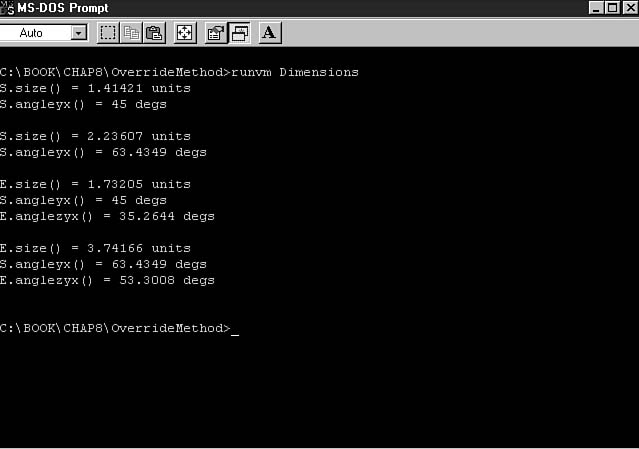 MS-DOS Prompt
Auto
A
C:\BOOK\CHAP8\OverrideMethod>runvm Dimensions
S.size() = 1.41421 units
S.angleyx() = 45 degs
S.size() = 2.23607 units
S.angleyx() = 63.4349 degs
E.size() = 1.73205 units
S.angleyx() = 45 degs
E.anglezyx() = 35.2644 degs
E.size() = 3.74166 units
S.angleyx() = 63.4349 degs
E.anglezyx() = 53.3008 degs
C:\BOOK\CHAP8\OverrideMethod>_